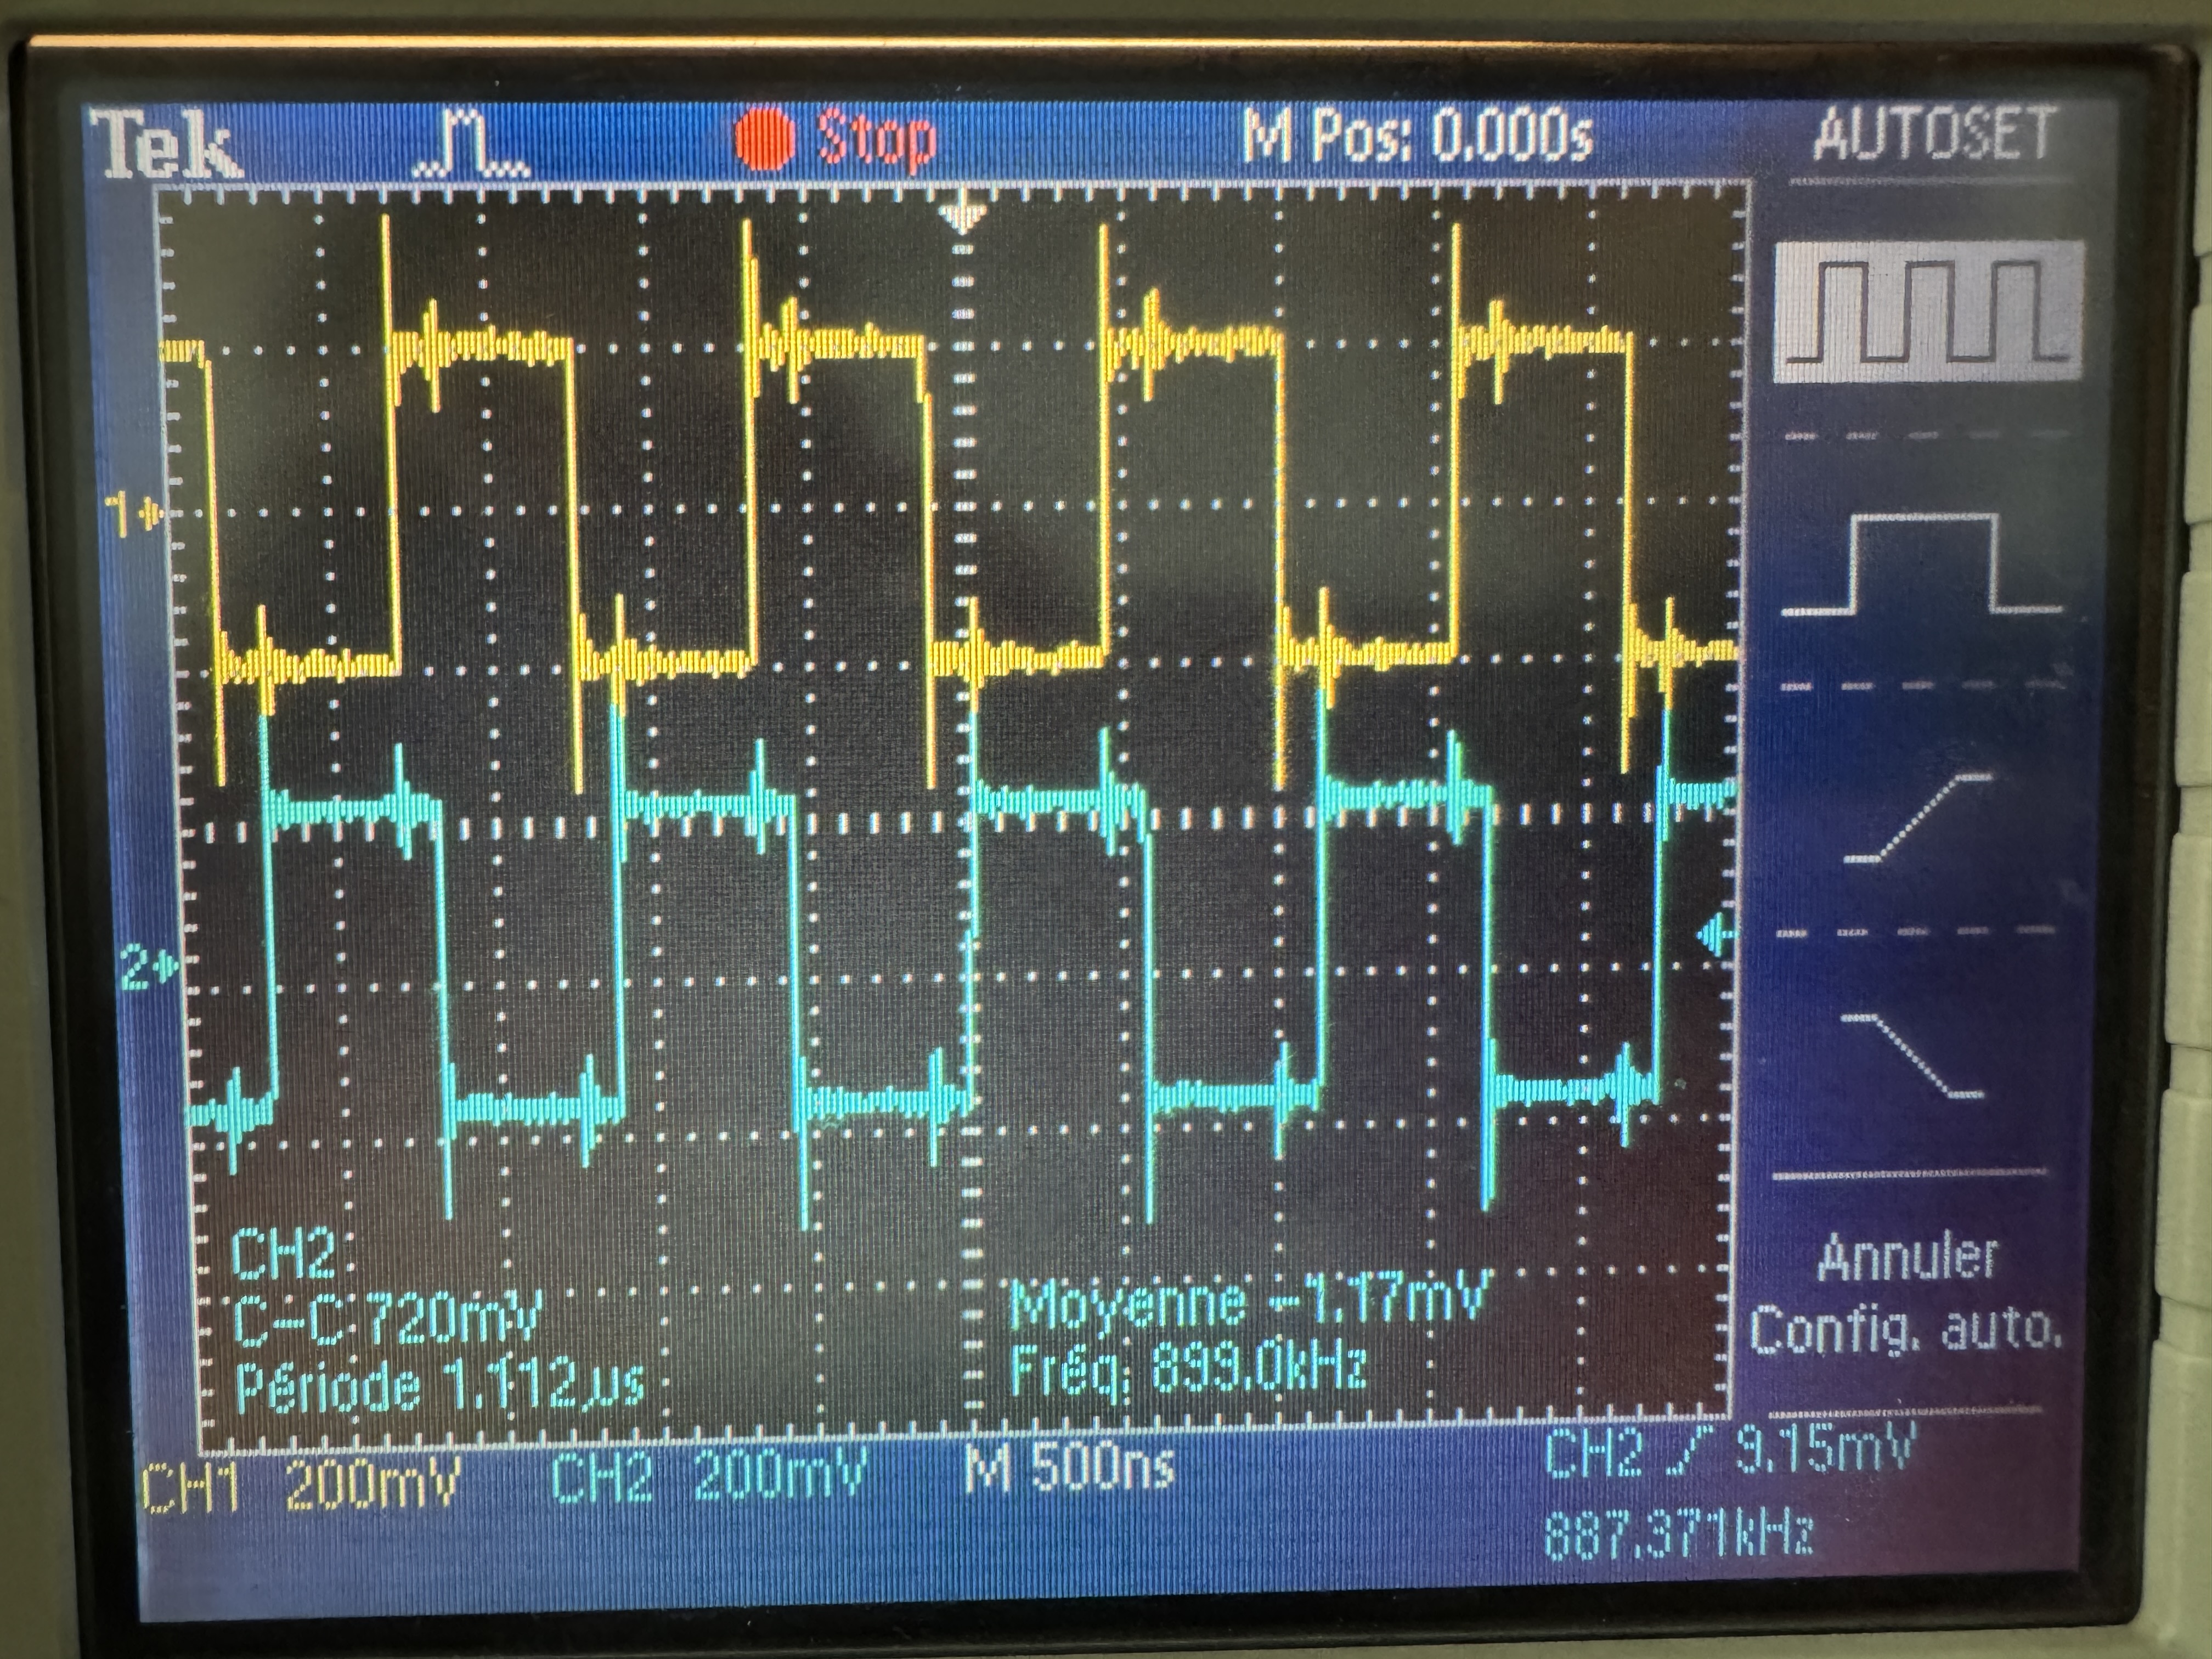 Tek Stop M Pos: 0.000s AUTOSET
1
2
CH2
C-C 720mV
Période 1.112µs
Moyenne -1.17mV
Fréq. 899.0kHz
Annuler
Config. auto.
CH1 200mV CH2 200mV M 500ns CH2 9.15mV
887.371kHz